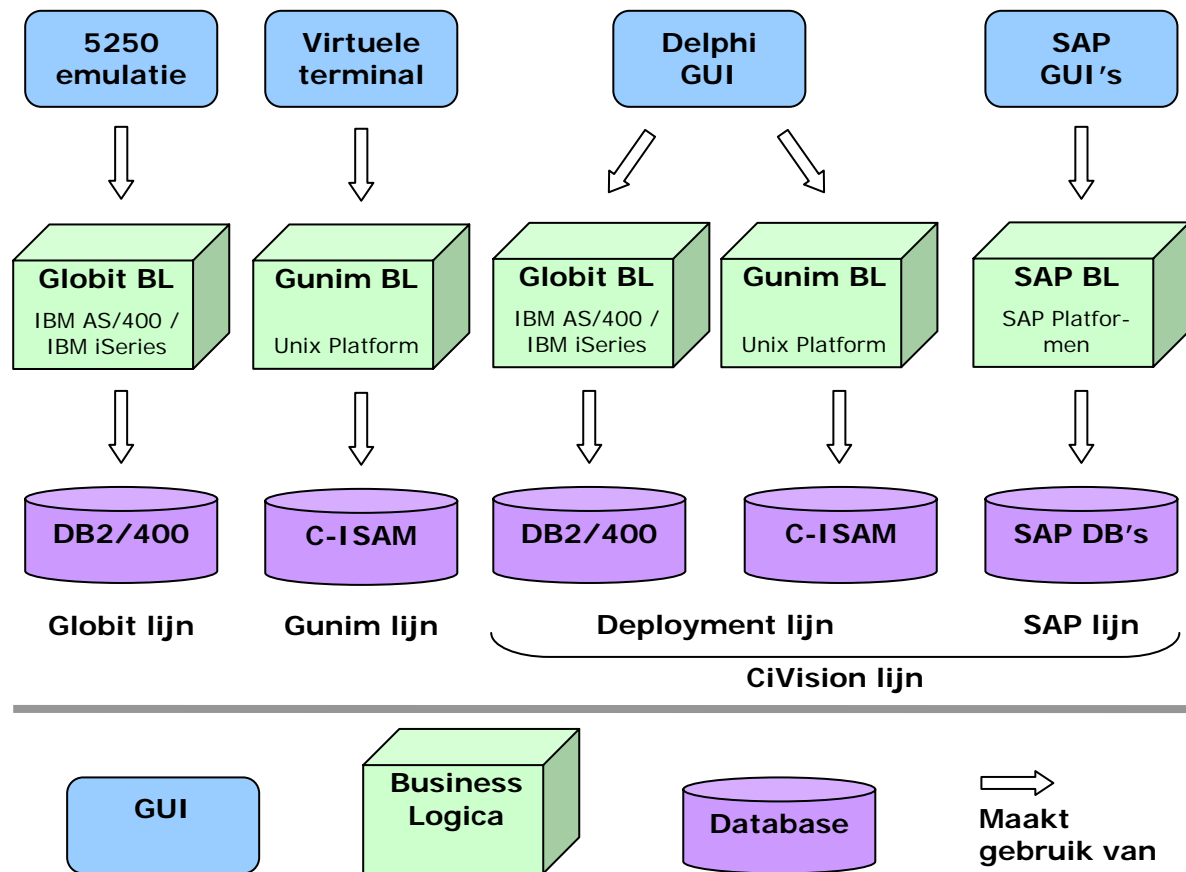 5250
emulatie
Virtuele
terminal
Delphi
GUI
SAP
GUI's
Globit BL
IBM AS/400 /
IBM iSeries
Gunim BL
Unix Platform
Globit BL
IBM AS/400 /
IBM iSeries
Gunim BL
Unix Platform
SAP BL
SAP Platfor-
men
DB2/400
C-ISAM
DB2/400
C-ISAM
SAP DB's
Globit lijn
Gunim lijn
Deployment lijn
SAP lijn
CiVision lijn
GUI
Business
Logica
Database
Maakt
gebruik van